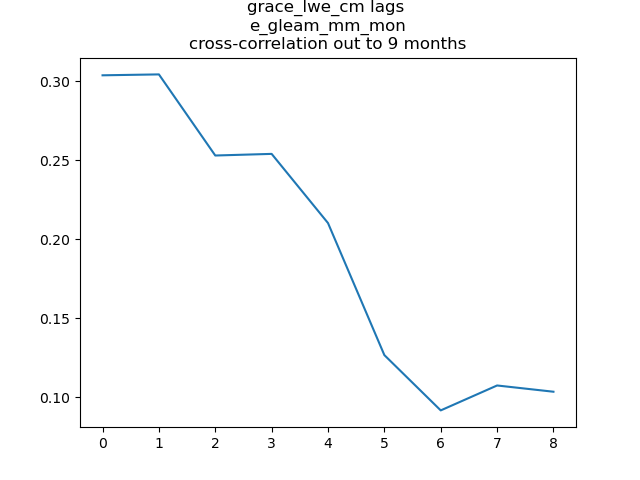 grace_lwe_cm lags
e_gleam_mm_mon
cross-correlation out to 9 months
0.30
0.25
0.20
0.15
0.10
0 1 2 3 4 5 6 7 8